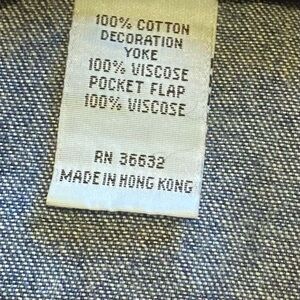 100% COTTON
DECORATION
YOKE
100% VISCOSE
POCKET FLAP
100% VISCOSE
RN 36632
MADE IN HONG KONG